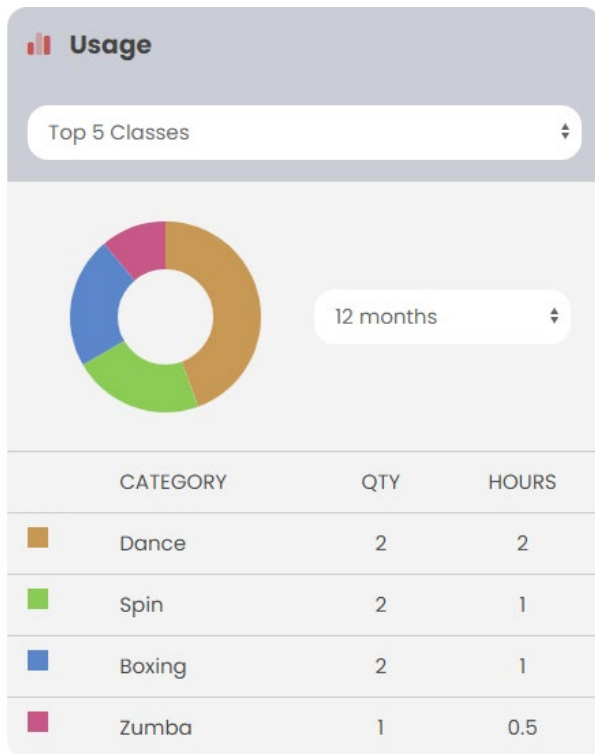 Usage
Top 5 Classes
12 months
CATEGORY QTY HOURS
Dance 2 2
Spin 2 1
Boxing 2 1
Zumba 1 0.5